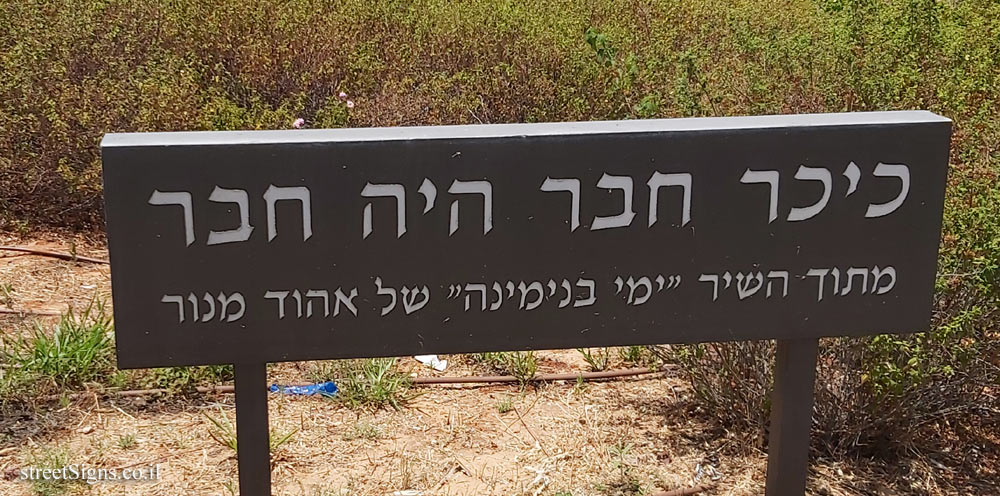 כיכר חבר היה חבר
מתוך השיר "ימי בנימינה" של אהוד מנור
streetSigns.co.il